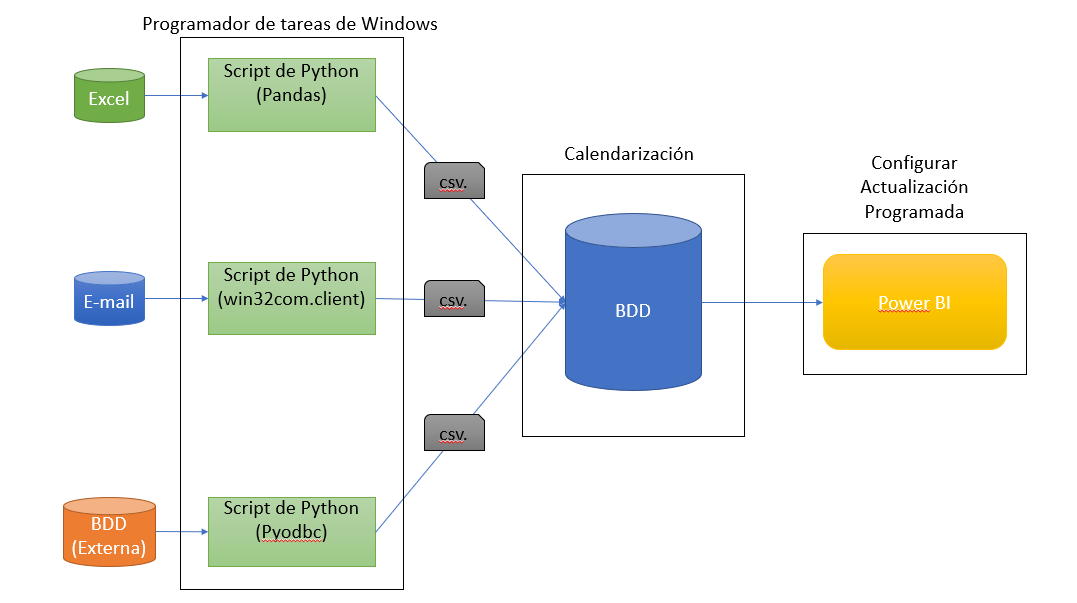 Programador de tareas de Windows
Excel
Script de Python
(Pandas)
csv.
E-mail
Script de Python
(win32com.client)
csv.
BDD
(Externa)
Script de Python
(Pyodbc)
csv.
Calendarización
BDD
Configurar
Actualización
Programada
Power BI